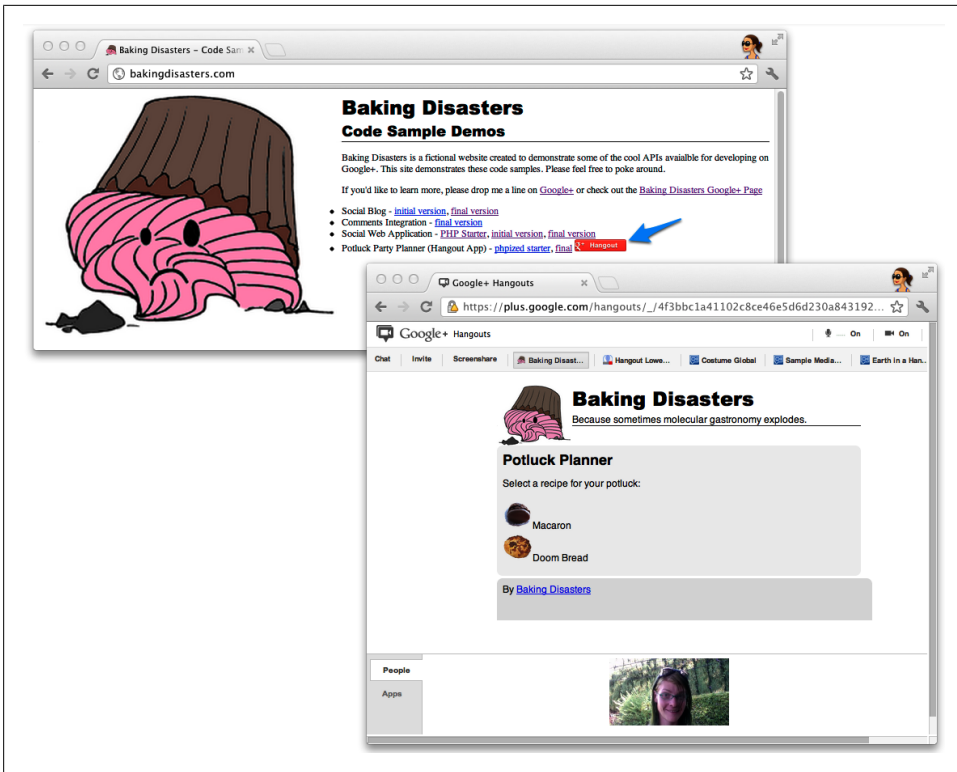 Baking Disasters – Code Sam
bakingdisasters.com
Baking Disasters
Code Sample Demos
Baking Disasters is a fictional website created to demonstrate some of the cool APIs avaialble for developing on
Google+. This site demonstrates these code samples. Please feel free to poke around.
If you'd like to learn more, please drop me a line on Google+ or check out the Baking Disasters Google+ Page
• Social Blog - initial version, final version
• Comments Integration - final version
• Social Web Application - PHP Starter, initial version, final version
• Potluck Party Planner (Hangout App) - phpized starter, final Hangout
Google+ Hangouts
https://plus.google.com/hangouts/_/4f3bbc1a41102c8ce46e5d6d230a843192...
Google+ Hangouts
On
On
Chat Invite Screenshare Baking Disast... Hangout Lowe... Costume Global Sample Media... Earth in a Han..
Baking Disasters
Because sometimes molecular gastronomy explodes.
Potluck Planner
Select a recipe for your potluck:
Macaron
Doom Bread
By Baking Disasters
People
Apps